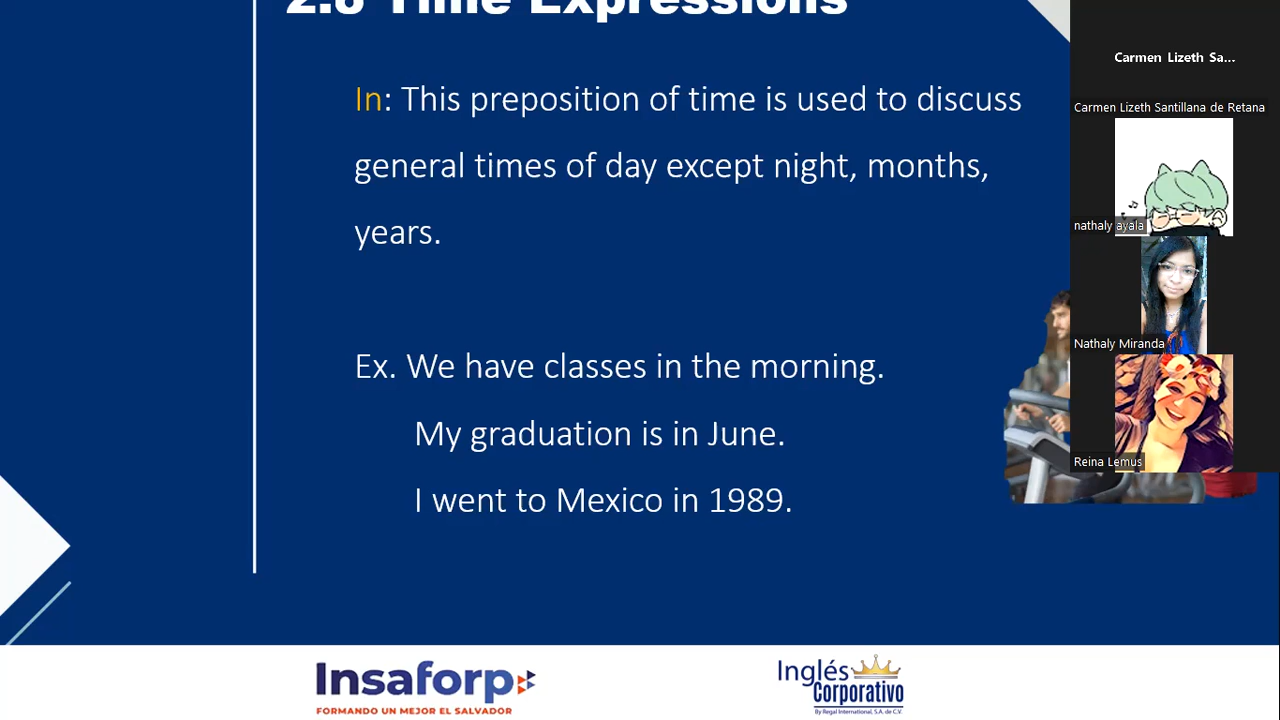 2.8 Time Expressions
In: This preposition of time is used to discuss
general times of day except night, months,
years.
Ex. We have classes in the morning.
My graduation is in June.
I went to Mexico in 1989.
Carmen Lizeth Sa...
Carmen Lizeth Santillana de Retana
nathaly ayala
Nathaly Miranda
Reina Lemus
Insaforp
FORMANDO UN MEJOR EL SALVADOR
Inglés
Corporativo
By Regal International, S.A. de C.V.